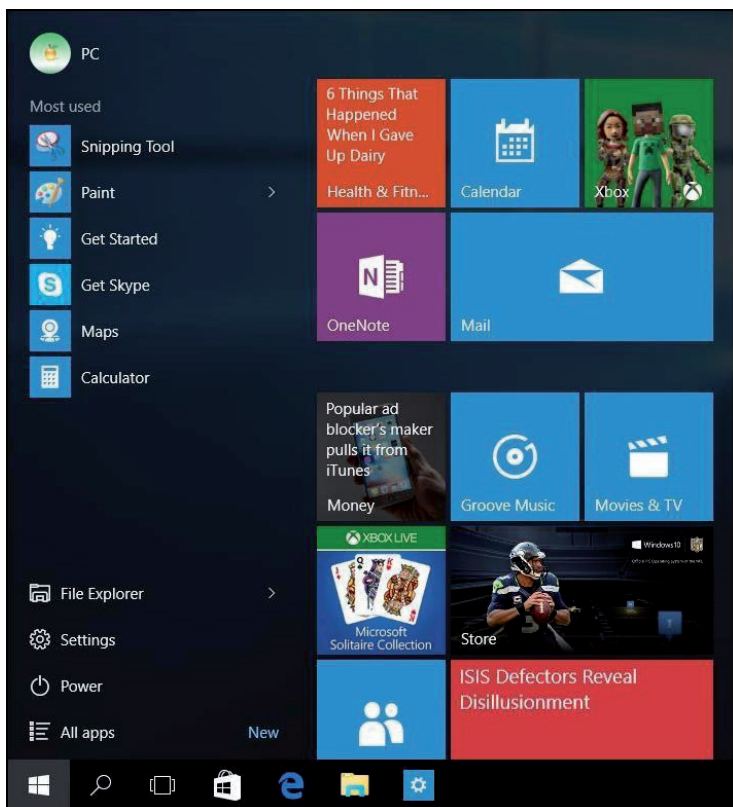 PC
Most used
Snipping Tool
Paint
Get Started
Get Skype
Maps
Calculator
File Explorer
Settings
Power
All apps
New
6 Things That
Happened
When I Gave
Up Dairy
Health & Fitn...
Calendar
Xbox
N
OneNote
Mail
Popular ad
blocker's maker
pulls it from
iTunes
Money
Groove Music
Movies & TV
XBOX LIVE
Microsoft
Solitaire Collection
Windows 10
Store
ISIS Defectors Reveal
Disillusionment